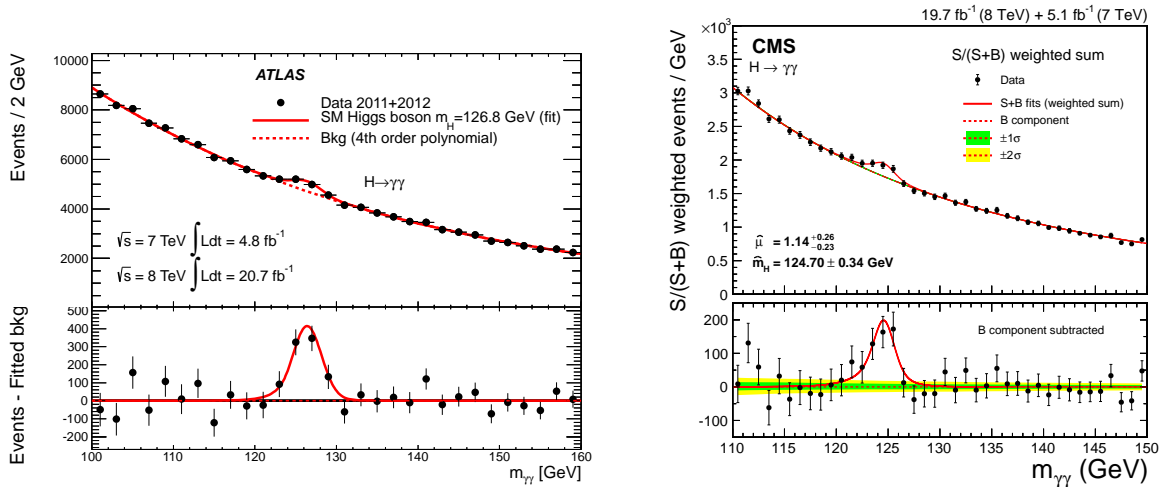 Events / 2 GeV
10000
8000
6000
4000
2000
ATLAS
Data 2011+2012
SM Higgs boson m_H=126.8 GeV (fit)
Bkg (4th order polynomial)
H→γγ
√s = 7 TeV ∫ Ldt = 4.8 fb⁻¹
√s = 8 TeV ∫ Ldt = 20.7 fb⁻¹
Events - Fitted bkg
500
400
300
200
100
0
-100
-200
100 110 120 130 140 150 160
m_γγ [GeV]
19.7 fb⁻¹ (8 TeV) + 5.1 fb⁻¹ (7 TeV)
×10³
S/(S+B) weighted events / GeV
3.5
3
2.5
2
1.5
1
0.5
0
CMS
H → γγ
S/(S+B) weighted sum
Data
S+B fits (weighted sum)
B component
±1σ
±2σ
μ̂ = 1.14 +0.26 −0.23
m̂_H = 124.70 ± 0.34 GeV
200
100
0
-100
B component subtracted
110 115 120 125 130 135 140 145 150
m_γγ (GeV)